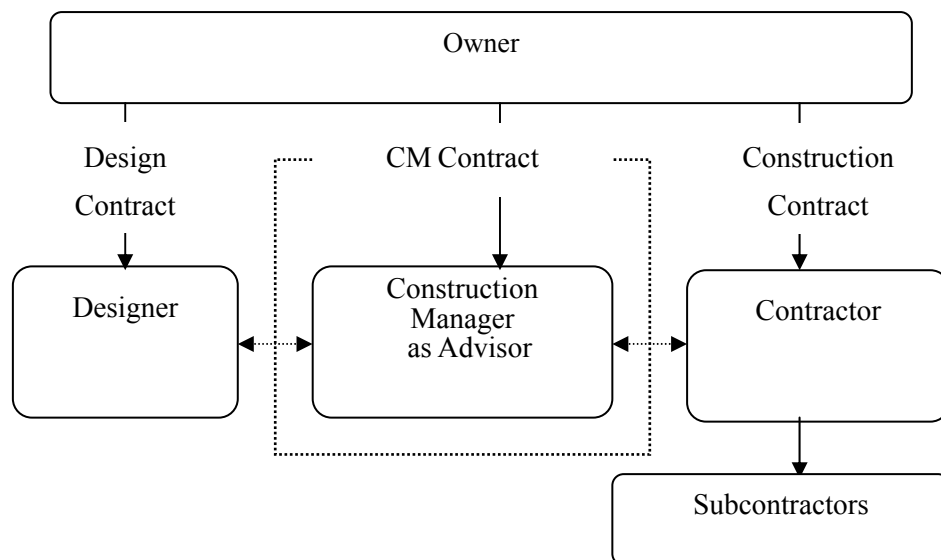 Owner
Design
Contract
CM Contract
Construction
Contract
Designer
Construction
Manager
as Advisor
Contractor
Subcontractors